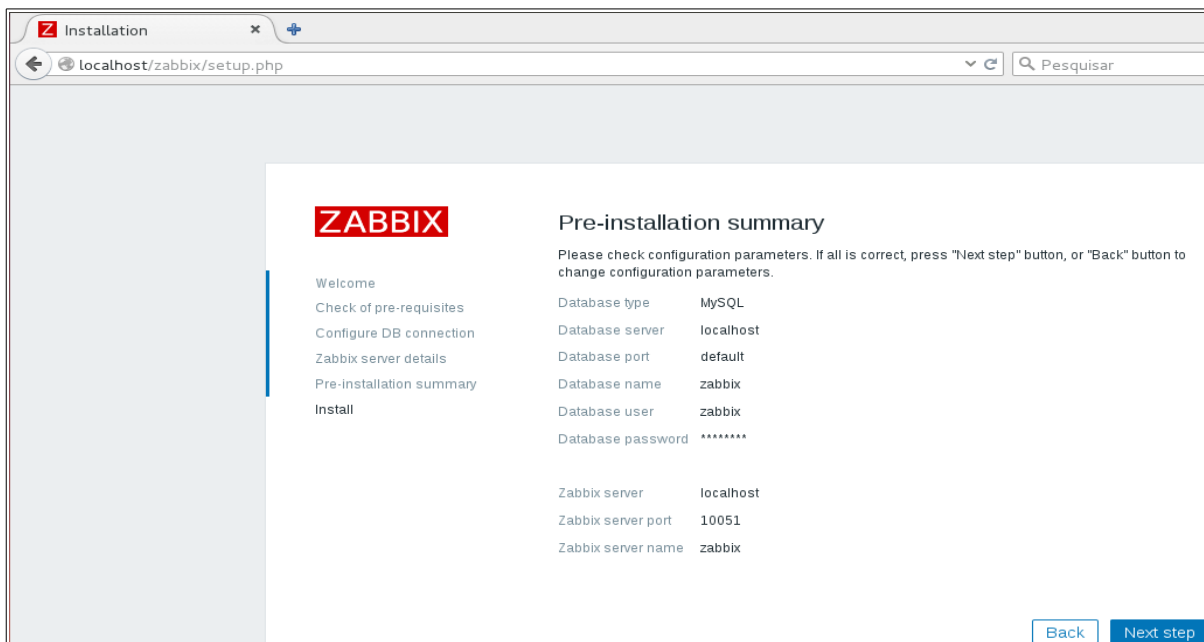 Z Installation
localhost/zabbix/setup.php
Pesquisar
ZABBIX
Welcome
Check of pre-requisites
Configure DB connection
Zabbix server details
Pre-installation summary
Install
Pre-installation summary
Please check configuration parameters. If all is correct, press "Next step" button, or "Back" button to
change configuration parameters.
Database type MySQL
Database server localhost
Database port default
Database name zabbix
Database user zabbix
Database password ********
Zabbix server localhost
Zabbix server port 10051
Zabbix server name zabbix
Back Next step